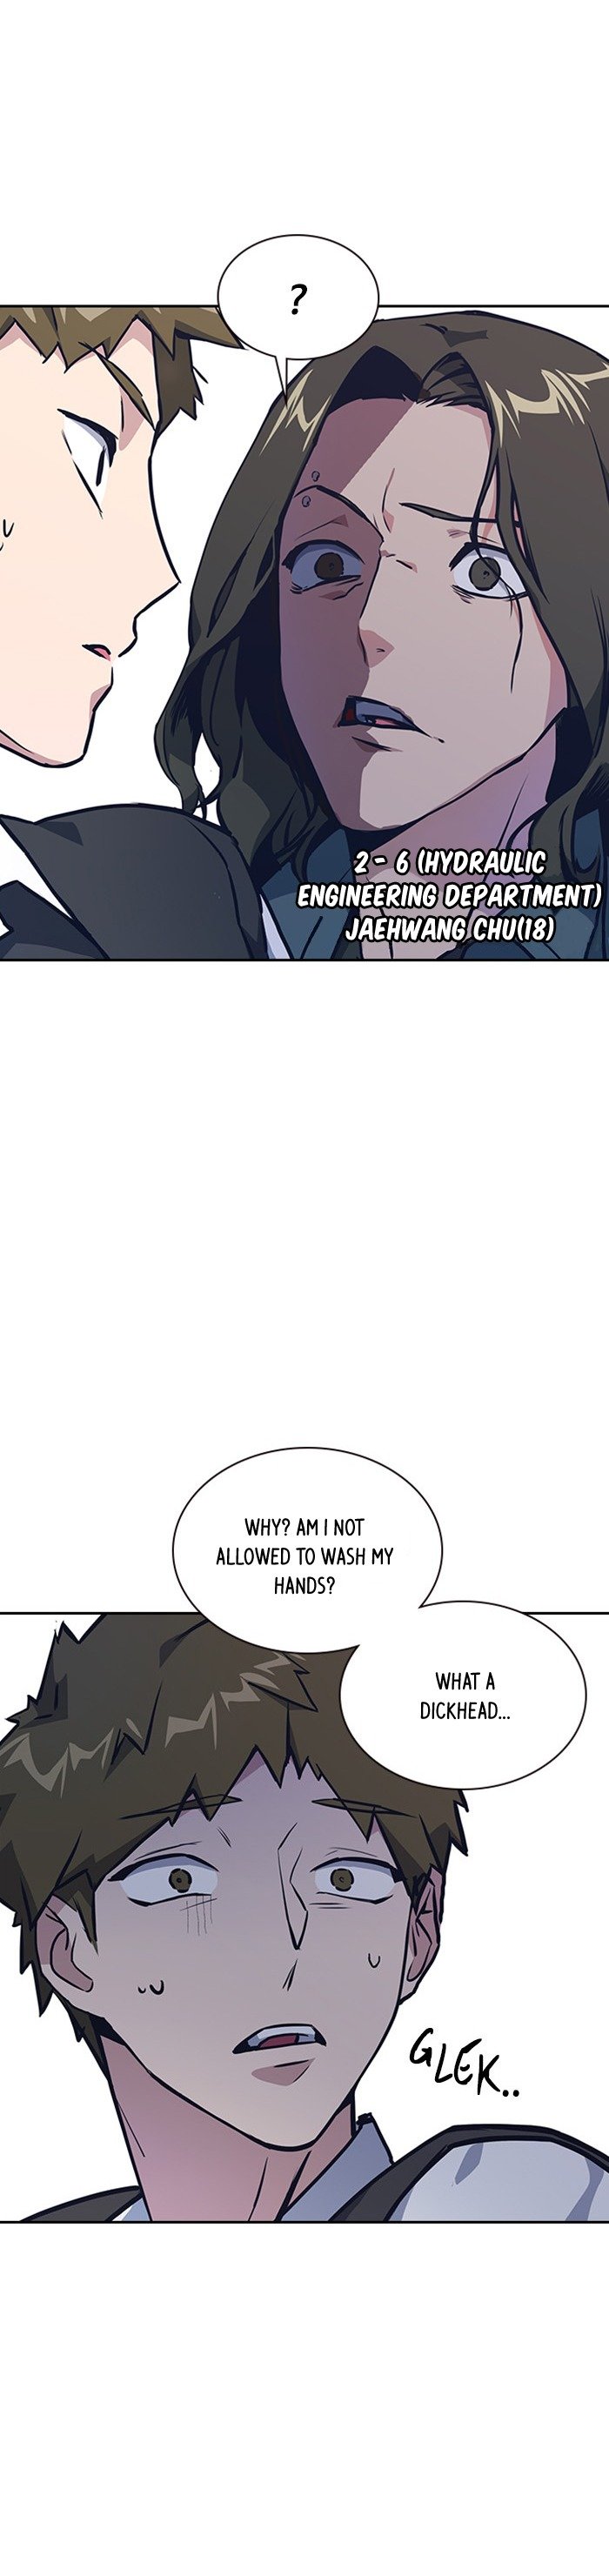 ?
2 - 6 (HYDRAULIC
ENGINEERING DEPARTMENT)
JAEHWANG CHU(18)
WHY? AM I NOT
ALLOWED TO WASH MY
HANDS?
WHAT A
DICKHEAD...
GLEK..